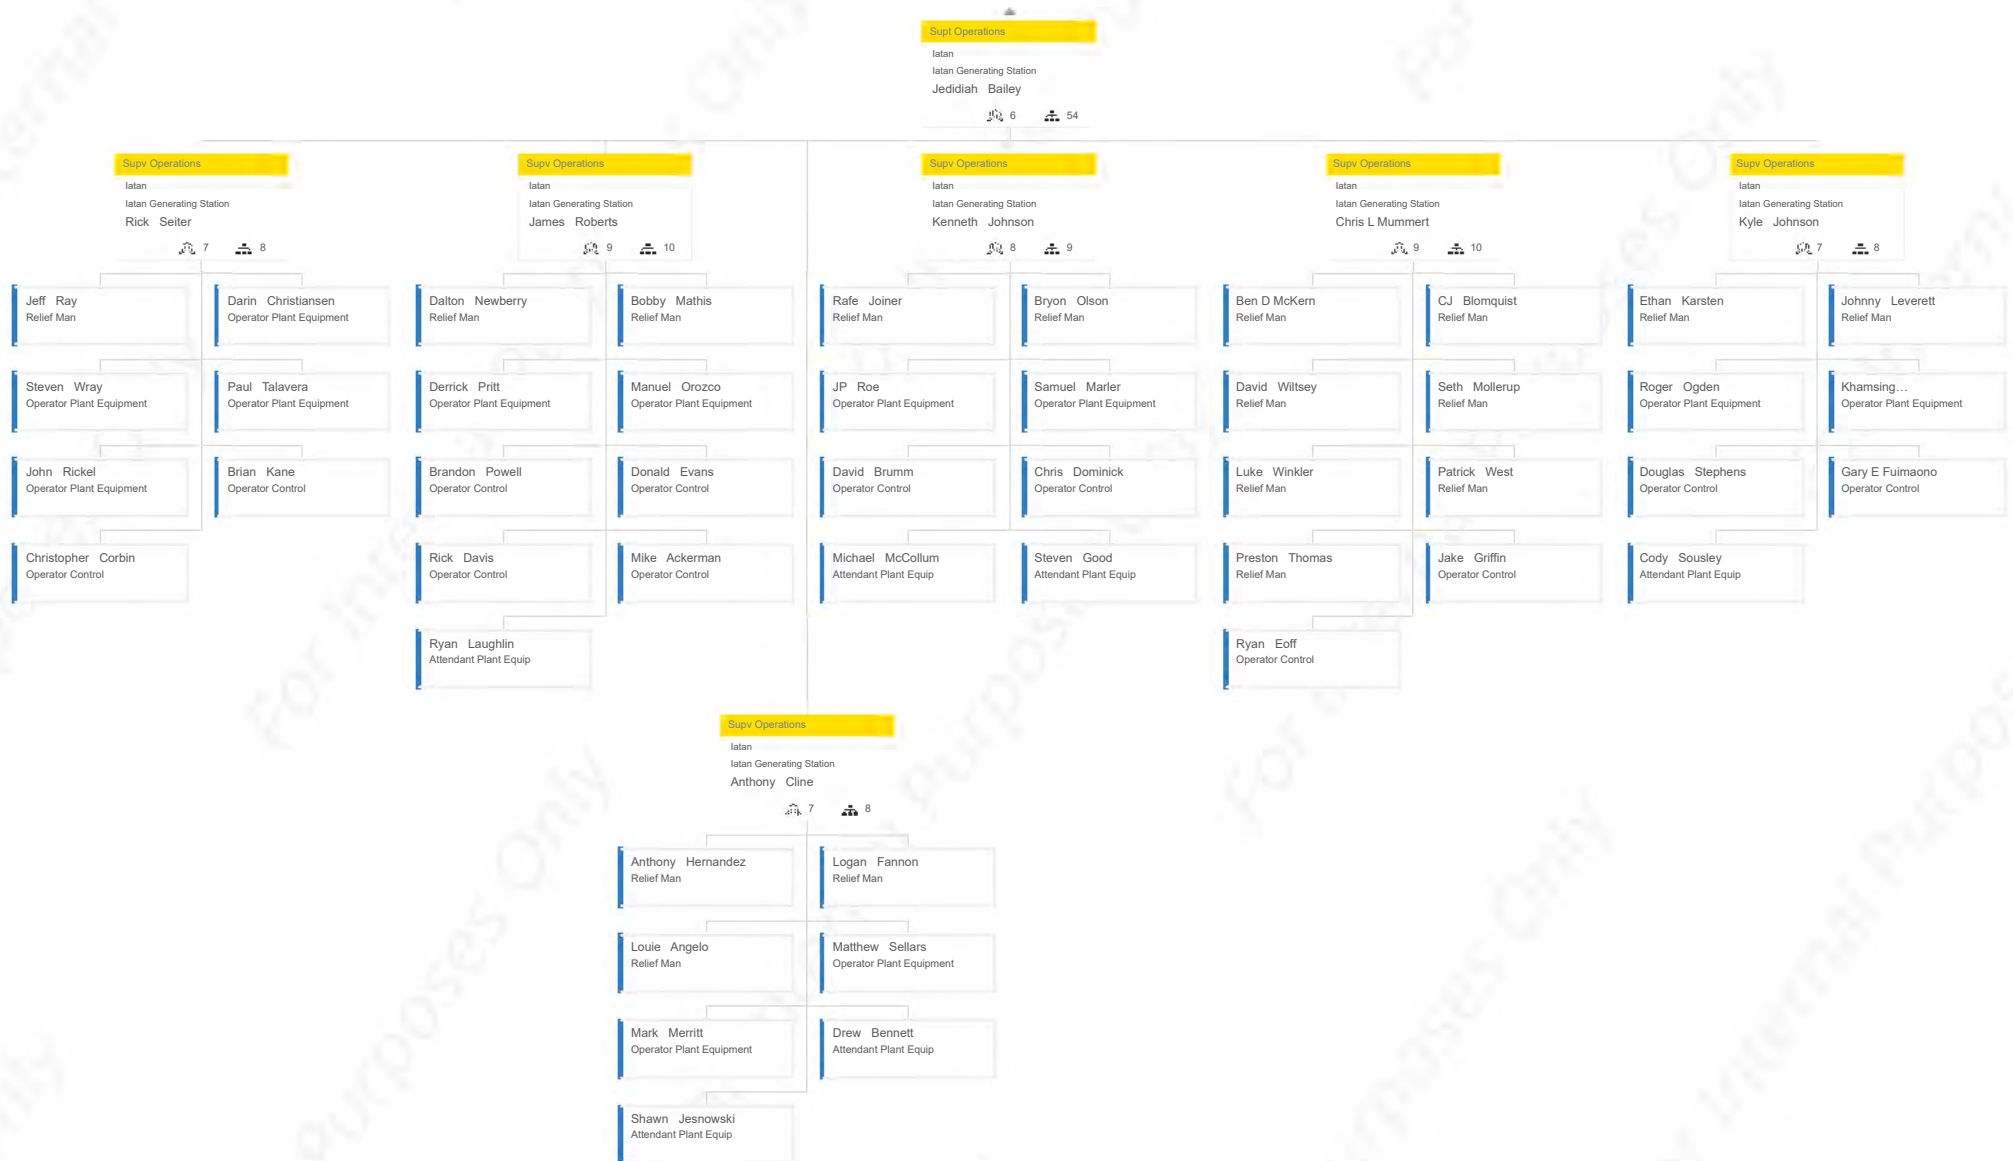 Supt Operations
Iatan
Iatan Generating Station
Jedidiah Bailey
6 54
Supv Operations
Iatan
Iatan Generating Station
Rick Seiter
7 8
Jeff Ray
Relief Man
Darin Christiansen
Operator Plant Equipment
Steven Wray
Operator Plant Equipment
Paul Talavera
Operator Plant Equipment
John Rickel
Operator Plant Equipment
Brian Kane
Operator Control
Christopher Corbin
Operator Control
Supv Operations
Iatan
Iatan Generating Station
James Roberts
9 10
Dalton Newberry
Relief Man
Bobby Mathis
Relief Man
Derrick Pritt
Operator Plant Equipment
Manuel Orozco
Operator Plant Equipment
Brandon Powell
Operator Control
Donald Evans
Operator Control
Rick Davis
Operator Control
Mike Ackerman
Operator Control
Ryan Laughlin
Attendant Plant Equip
Supv Operations
Iatan
Iatan Generating Station
Kenneth Johnson
8 9
Rafe Joiner
Relief Man
Bryon Olson
Relief Man
JP Roe
Operator Plant Equipment
Samuel Marler
Operator Plant Equipment
David Brumm
Operator Control
Chris Dominick
Operator Control
Michael McCollum
Attendant Plant Equip
Steven Good
Attendant Plant Equip
Supv Operations
Iatan
Iatan Generating Station
Chris L Mummert
9 10
Ben D McKern
Relief Man
CJ Blomquist
Relief Man
David Wiltsey
Relief Man
Seth Mollerup
Relief Man
Luke Winkler
Relief Man
Patrick West
Relief Man
Preston Thomas
Relief Man
Jake Griffin
Operator Control
Ryan Eoff
Operator Control
Supv Operations
Iatan
Iatan Generating Station
Kyle Johnson
7 8
Ethan Karsten
Relief Man
Johnny Leverett
Relief Man
Roger Ogden
Operator Plant Equipment
Khamsing...
Operator Plant Equipment
Douglas Stephens
Operator Control
Gary E Fuimaono
Operator Control
Cody Sousley
Attendant Plant Equip
Supv Operations
Iatan
Iatan Generating Station
Anthony Cline
7 8
Anthony Hernandez
Relief Man
Logan Fannon
Relief Man
Louie Angelo
Relief Man
Matthew Sellars
Operator Plant Equipment
Mark Merritt
Operator Plant Equipment
Drew Bennett
Attendant Plant Equip
Shawn Jesnowski
Attendant Plant Equip